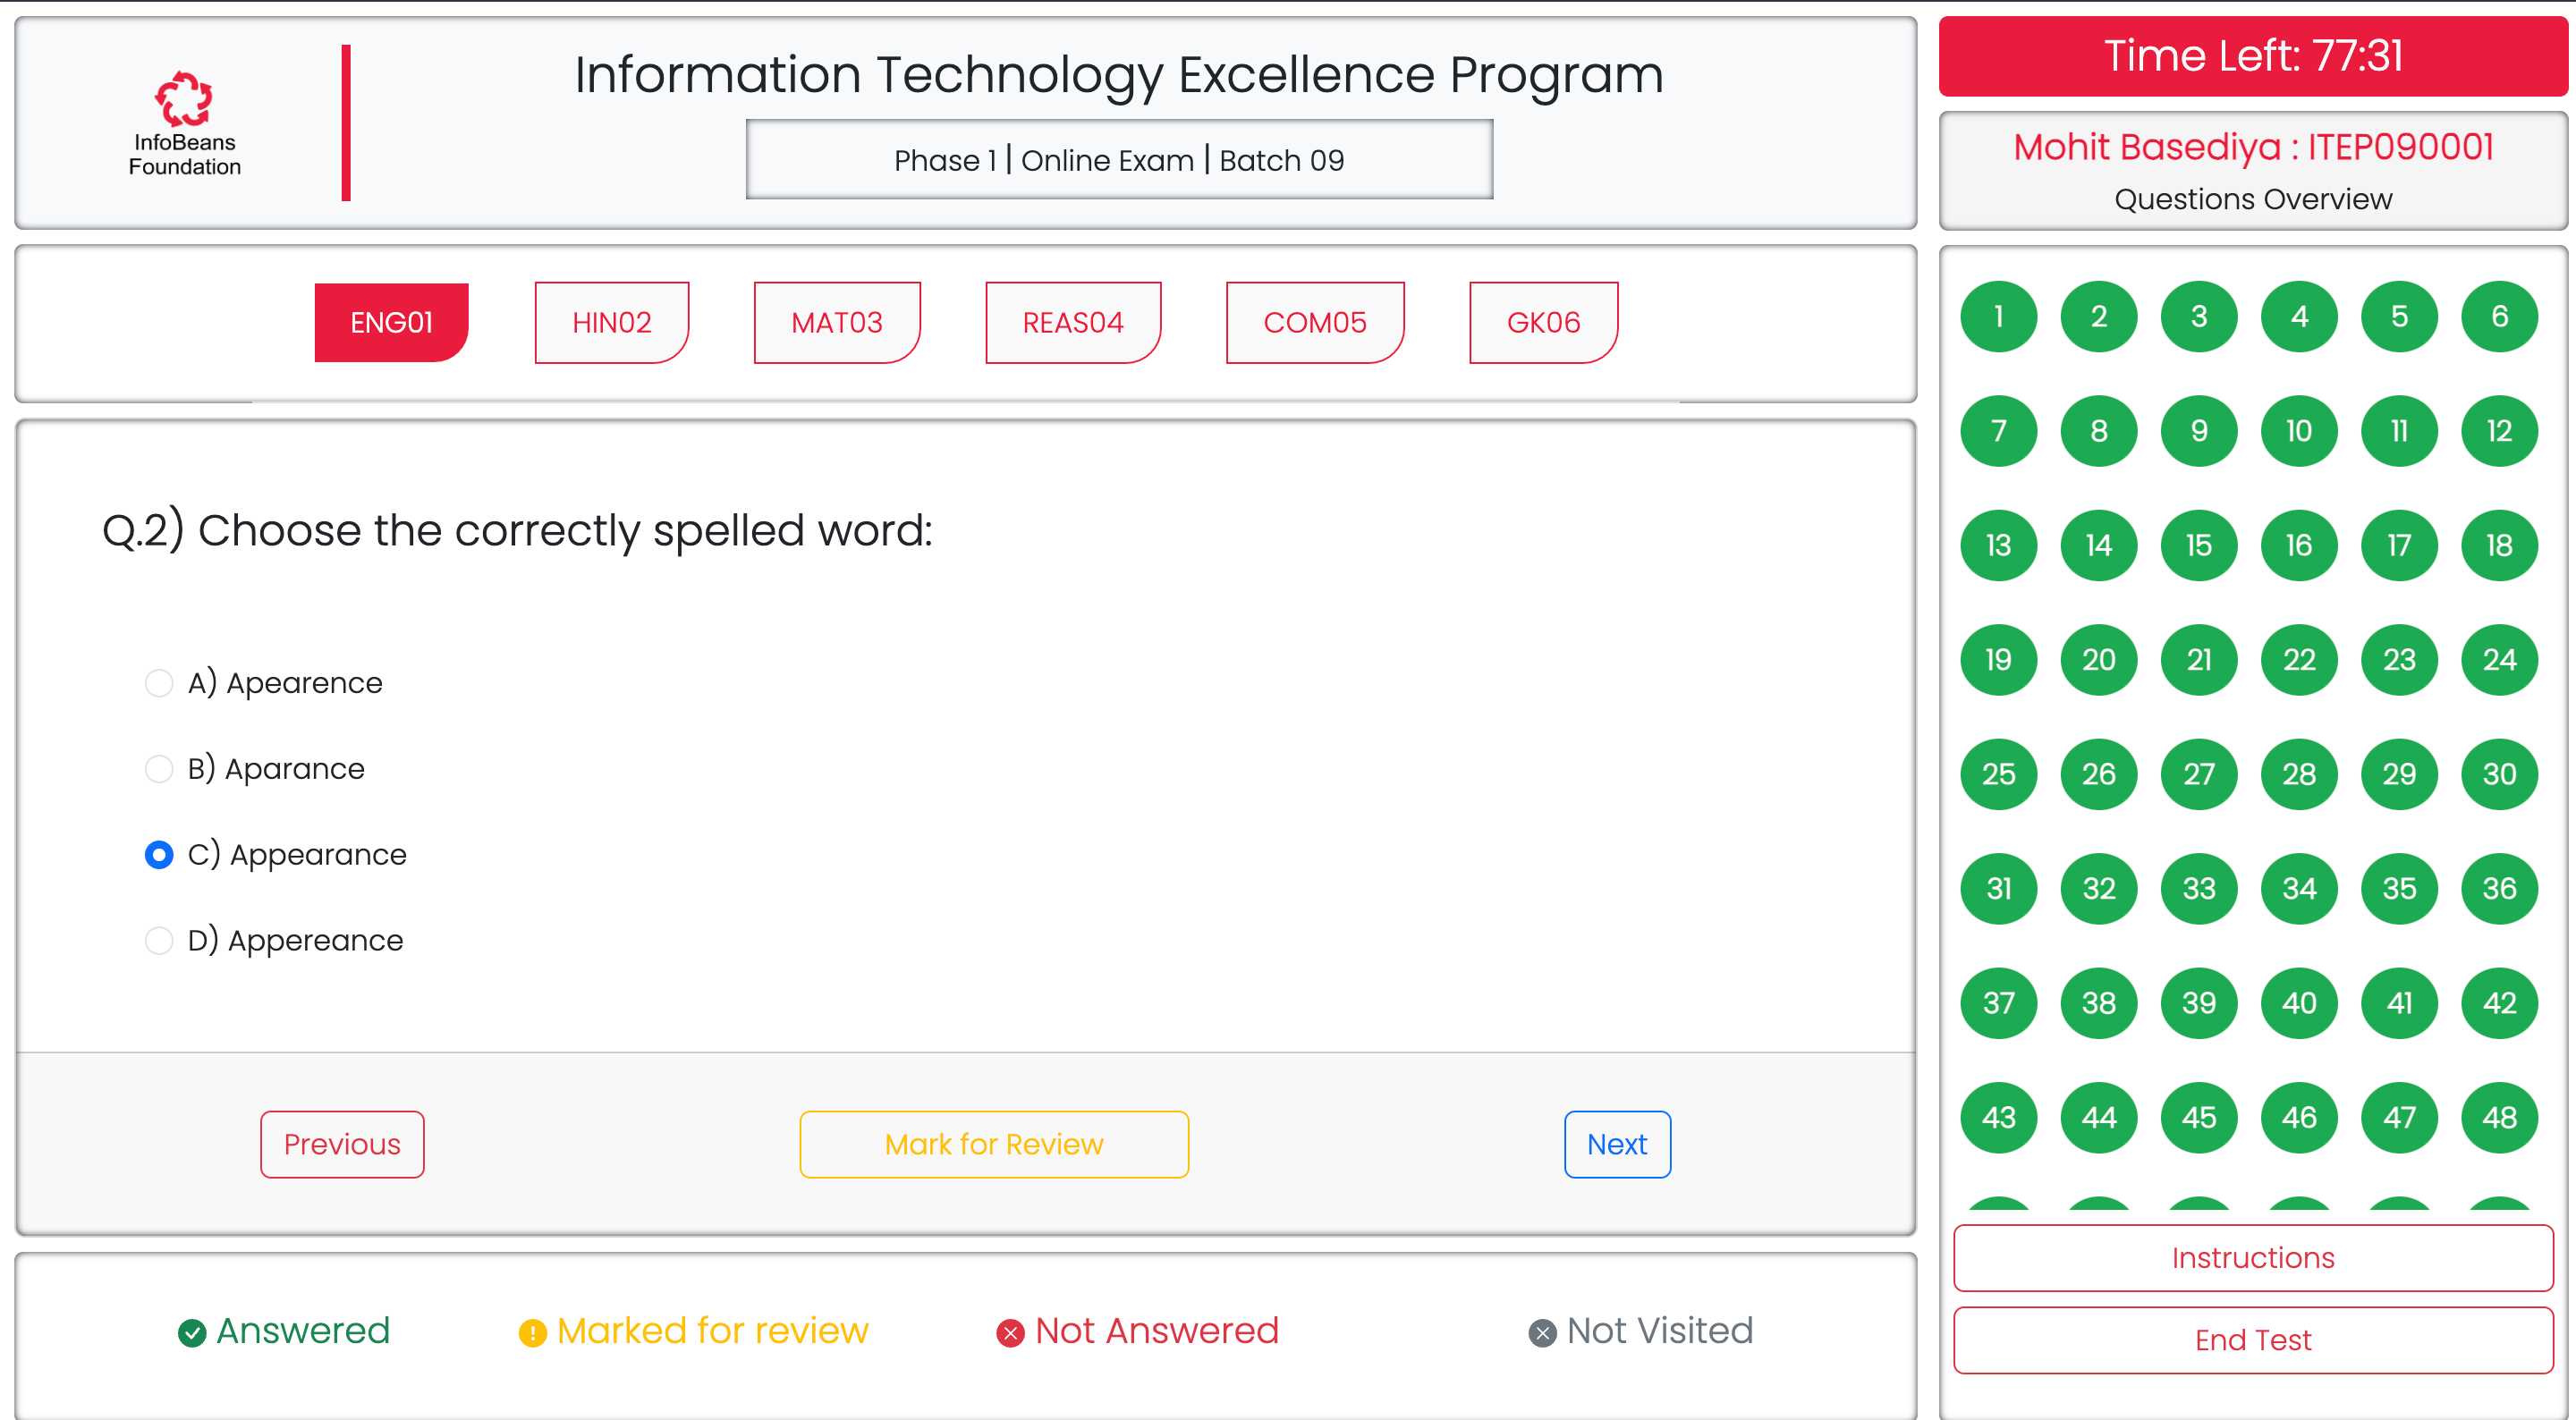 InfoBeans
Foundation
Information Technology Excellence Program
Phase 1 | Online Exam | Batch 09
Time Left: 77:31
Mohit Basediya : ITEP090001
Questions Overview
ENG01 HIN02 MAT03 REAS04 COM05 GK06
Q.2) Choose the correctly spelled word:
A) Apearence
B) Aparance
C) Appearance
D) Appereance
Previous Mark for Review Next
Answered Marked for review Not Answered Not Visited
1 2 3 4 5 6
7 8 9 10 11 12
13 14 15 16 17 18
19 20 21 22 23 24
25 26 27 28 29 30
31 32 33 34 35 36
37 38 39 40 41 42
43 44 45 46 47 48
Instructions
End Test